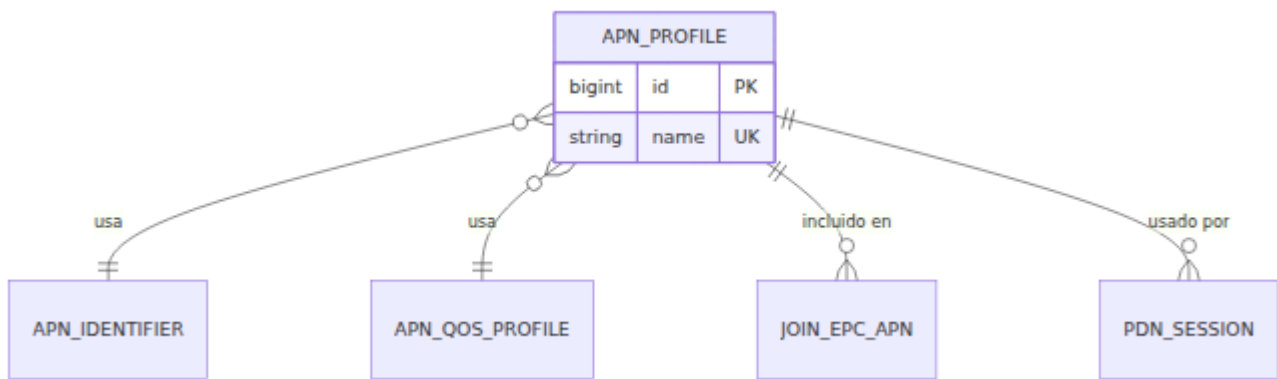 APN_PROFILE
bigint id PK
string name UK
usa
usa
incluido en
usado por
APN_IDENTIFIER
APN_QOS_PROFILE
JOIN_EPC_APN
PDN_SESSION